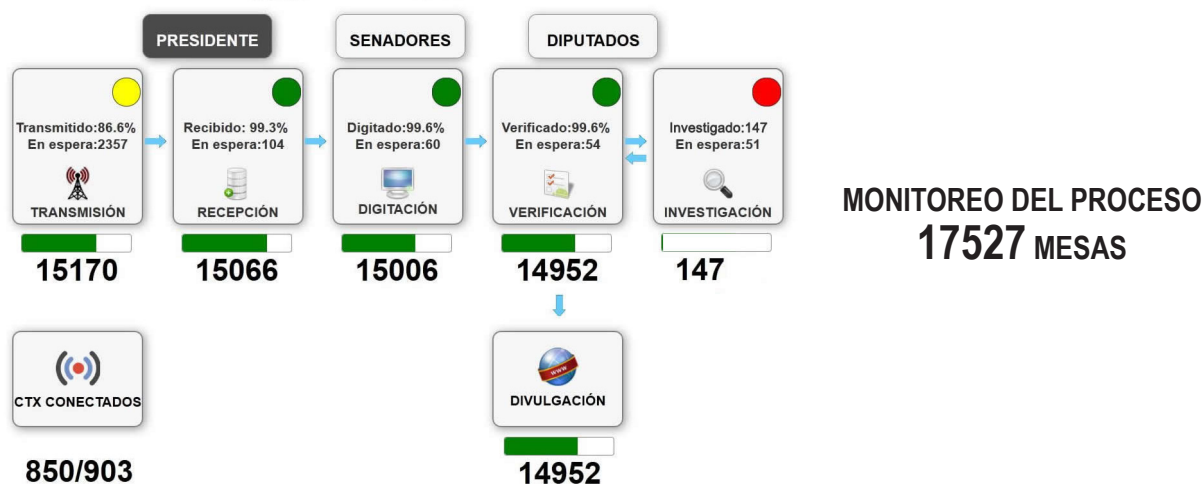 PRESIDENTE
SENADORES
DIPUTADOS
Transmitido:86.6%
En espera:2357
TRANSMISIÓN
15170
Recibido: 99.3%
En espera:104
RECEPCIÓN
15066
Digitado:99.6%
En espera:60
DIGITACIÓN
15006
Verificado:99.6%
En espera:54
VERIFICACIÓN
14952
Investigado:147
En espera:51
INVESTIGACIÓN
147
MONITOREO DEL PROCESO
17527 MESAS
CTX CONECTADOS
850/903
WWW
DIVULGACIÓN
14952